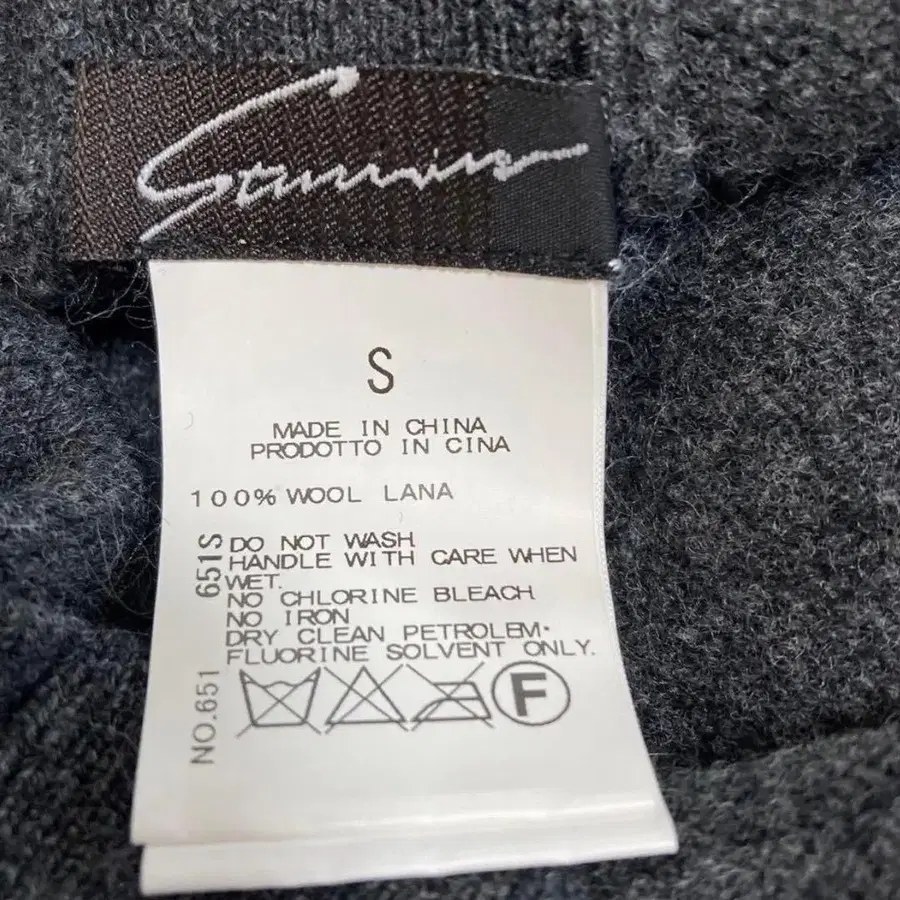 S
MADE IN CHINA
PRODOTTO IN CINA
100% WOOL LANA
651S
DO NOT WASH
HANDLE WITH CARE WHEN
WET.
NO CHLORINE BLEACH
NO IRON
DRY CLEAN PETROLEM·
FLUORINE SOLVENT ONLY.
NO.651
F